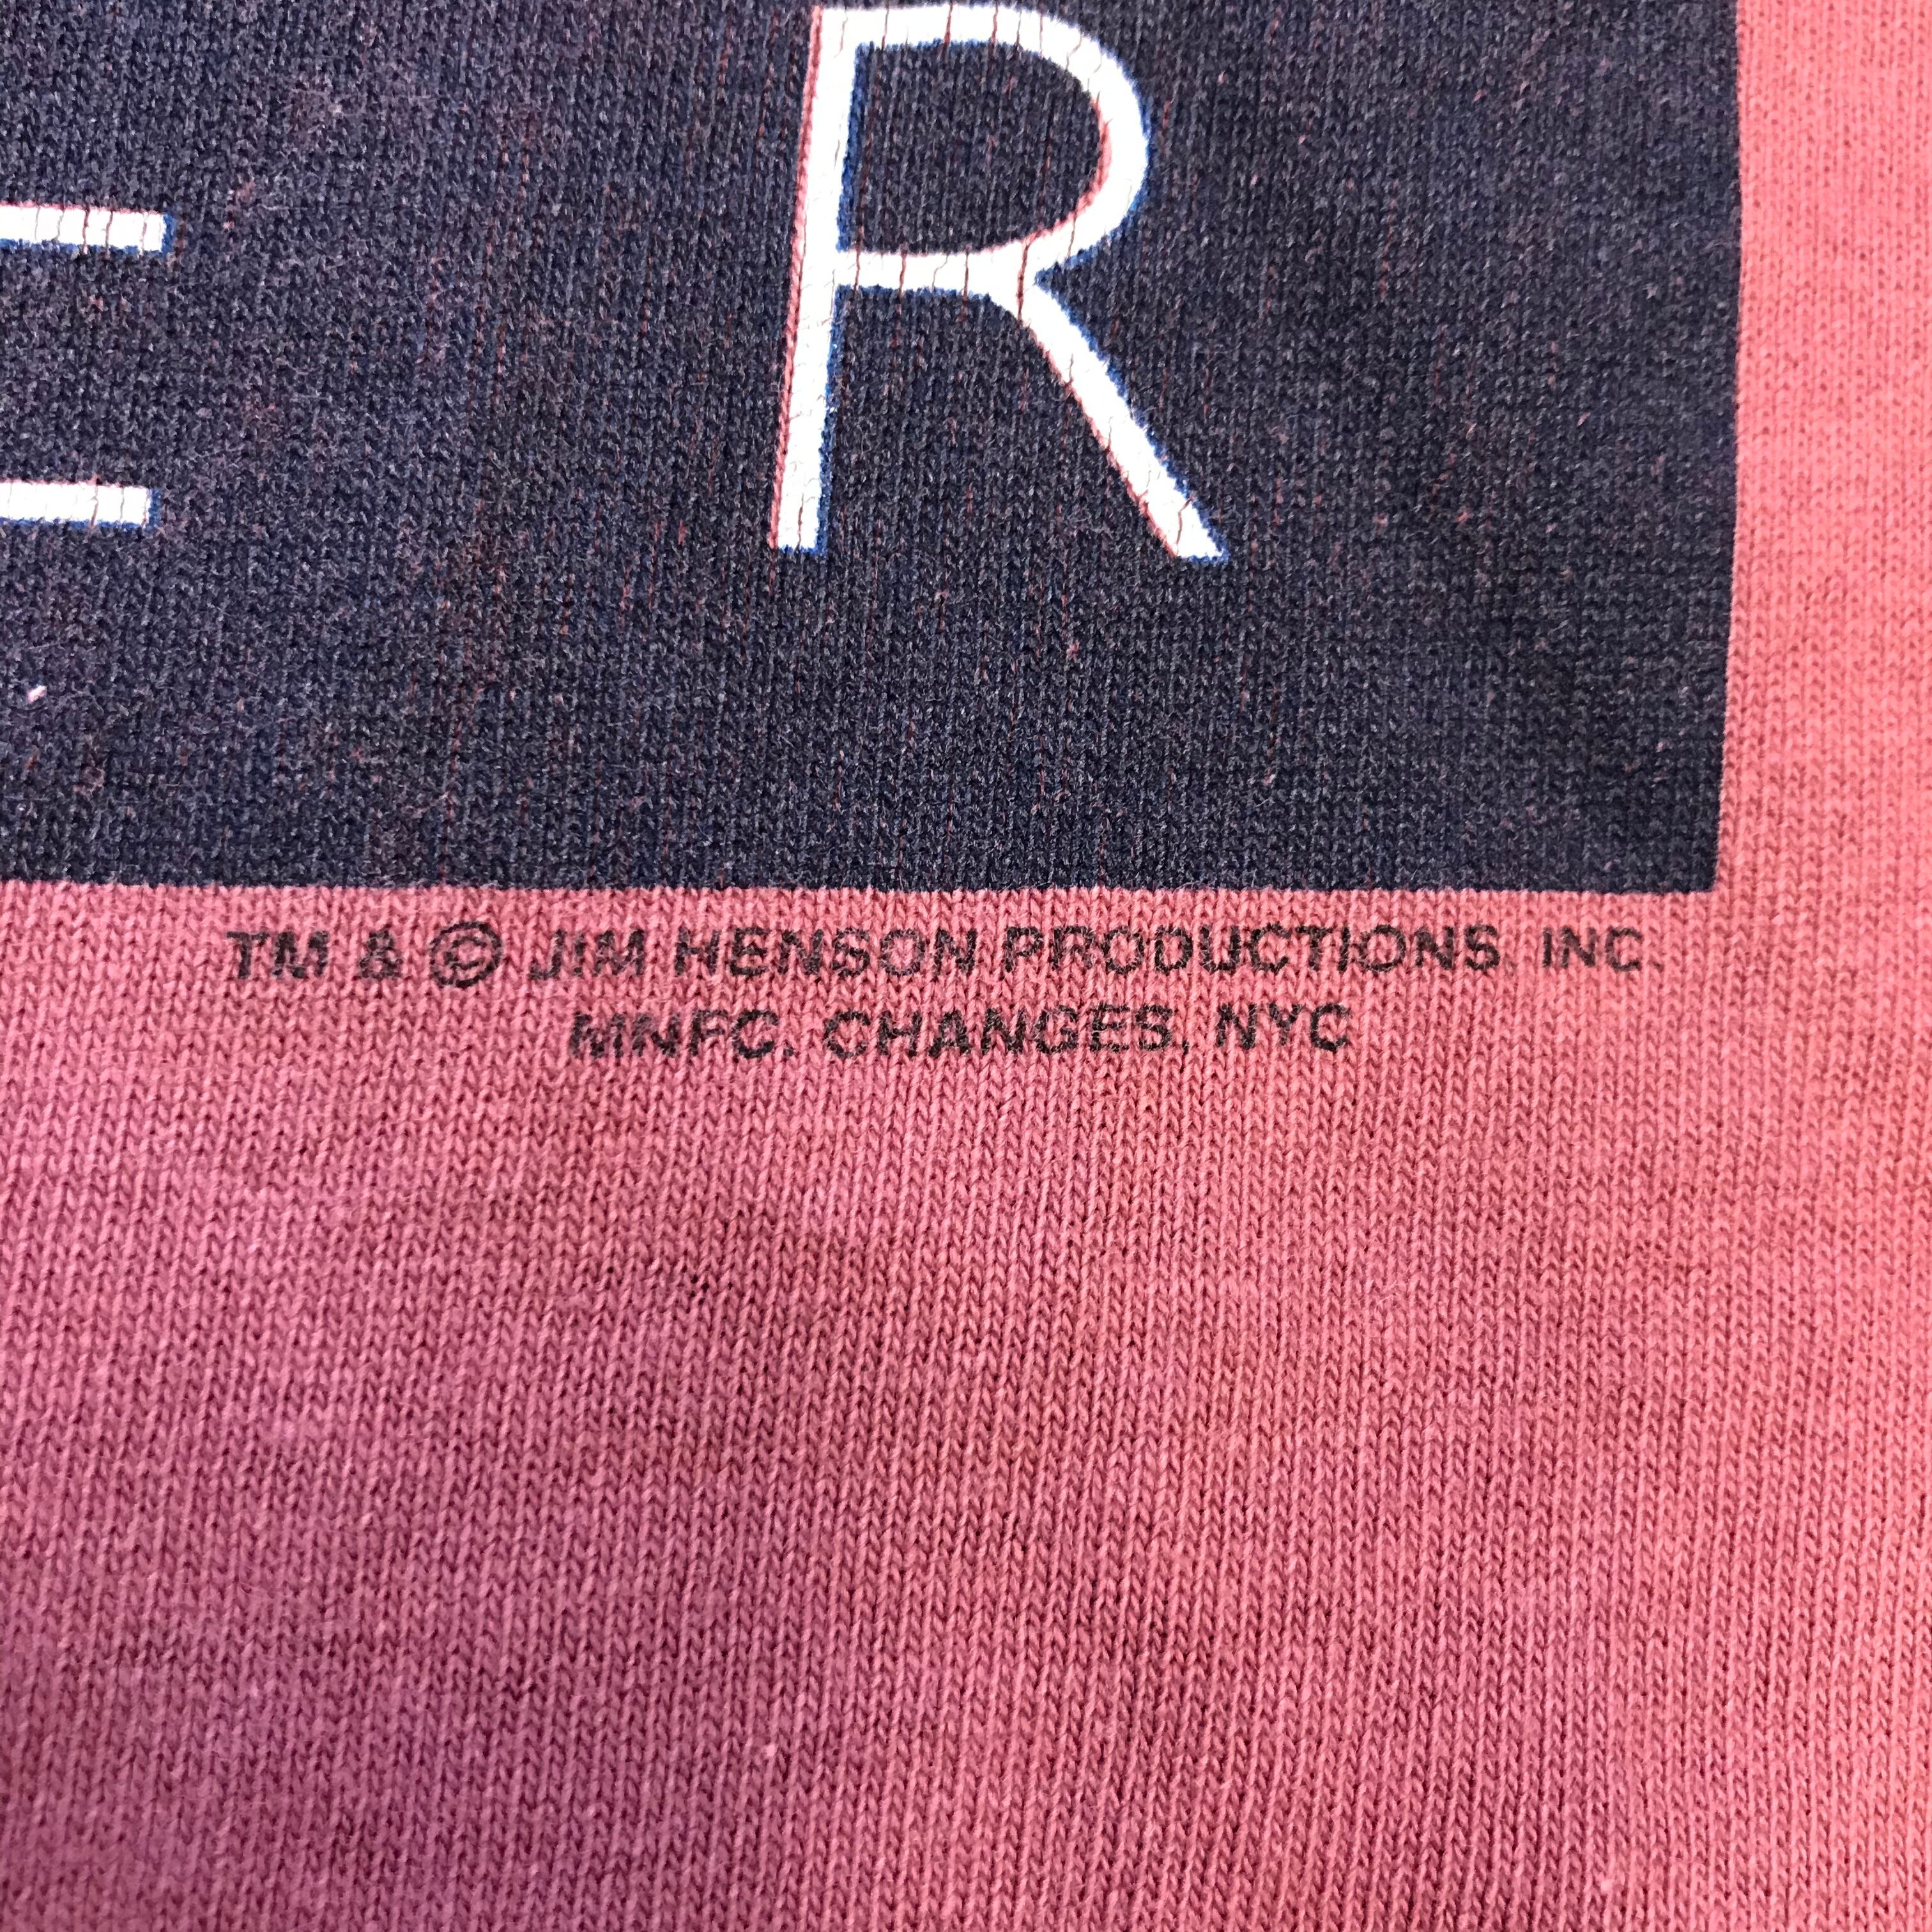 E R
TM & © JIM HENSON PRODUCTIONS, INC.
MNFC. CHANGES, NYC